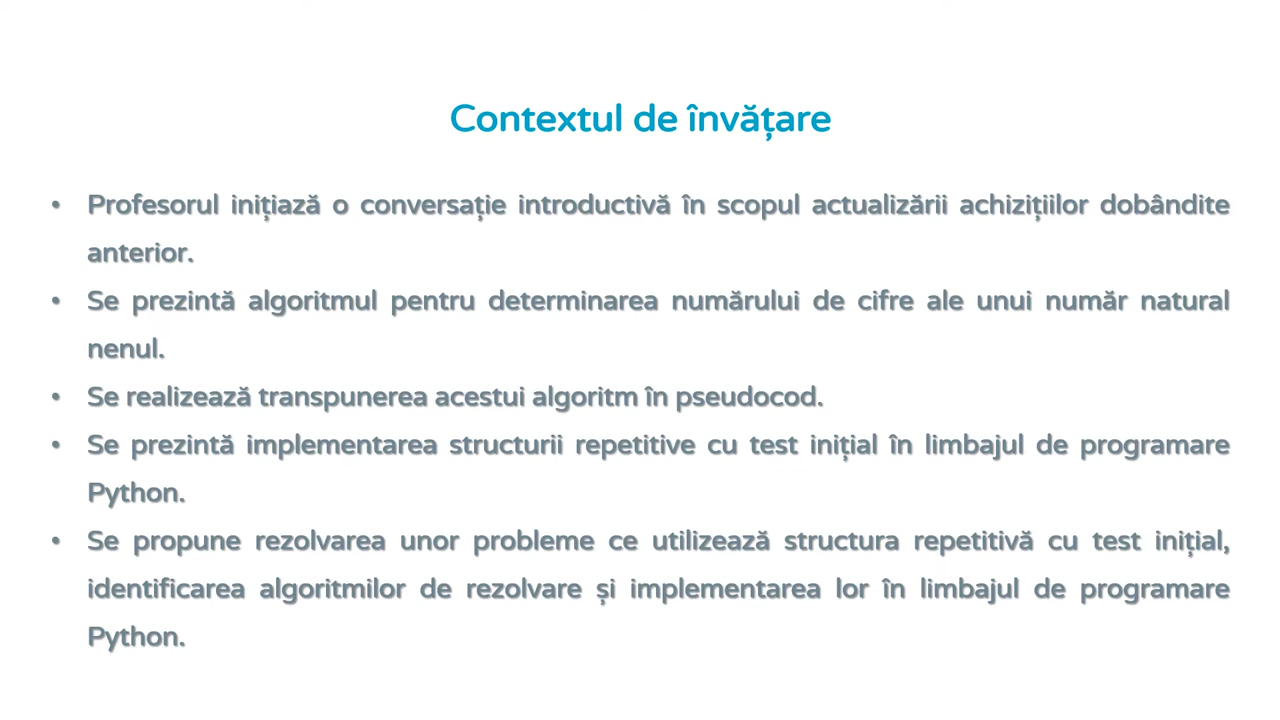 Contextul de învățare
• Profesorul inițiază o conversație introductivă în scopul actualizării achizițiilor dobândite
anterior.
• Se prezintă algoritmul pentru determinarea numărului de cifre ale unui număr natural
nenul.
• Se realizează transpunerea acestui algoritm în pseudocod.
• Se prezintă implementarea structurii repetitive cu test inițial în limbajul de programare
Python.
• Se propune rezolvarea unor probleme ce utilizează structura repetitivă cu test inițial,
identificarea algoritmilor de rezolvare și implementarea lor în limbajul de programare
Python.